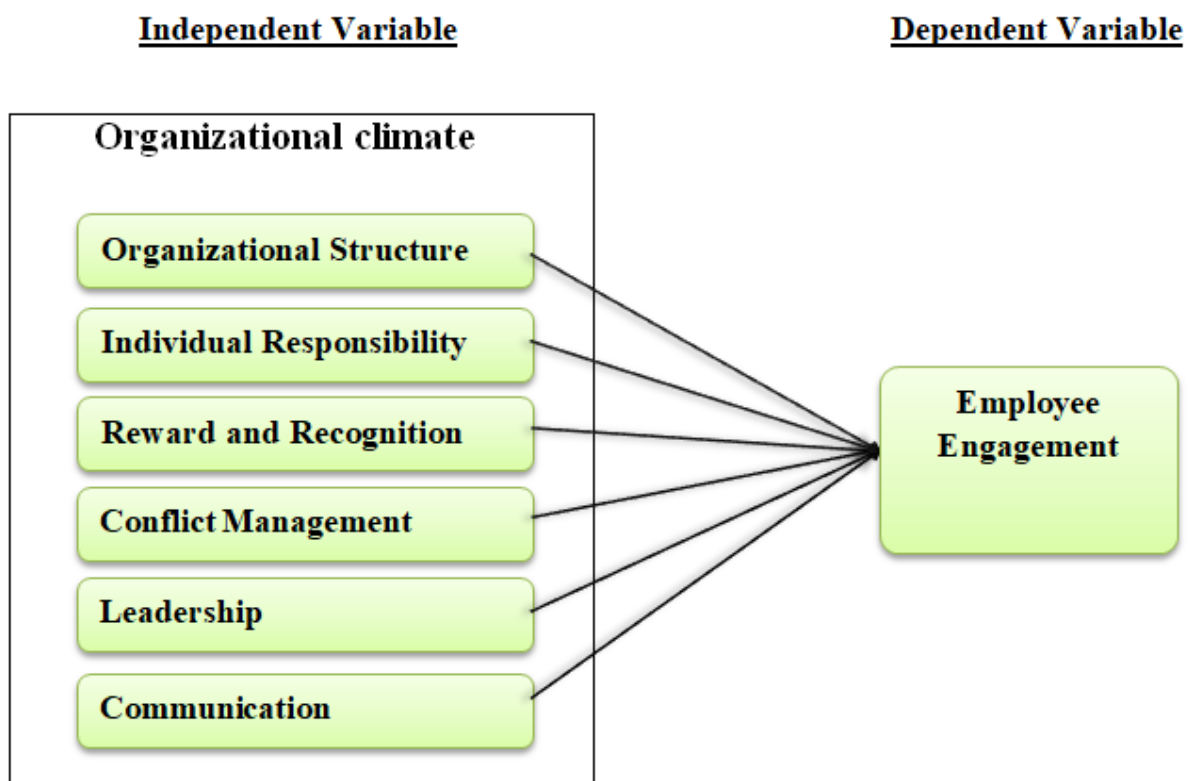 Independent Variable
Dependent Variable
Organizational climate
Organizational Structure
Individual Responsibility
Reward and Recognition
Conflict Management
Leadership
Communication
Employee
Engagement